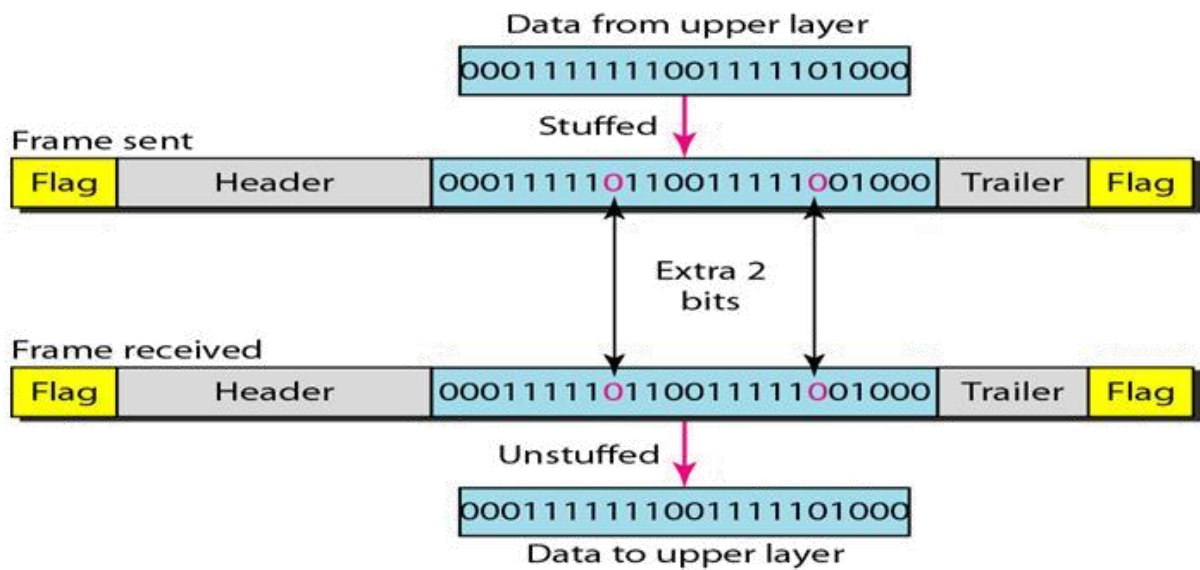 Data from upper layer
0001111111001111101000
Stuffed
Frame sent
Flag Header 000111110110011111001000 Trailer Flag
Extra 2
bits
Frame received
Flag Header 000111110110011111001000 Trailer Flag
Unstuffed
0001111111001111101000
Data to upper layer